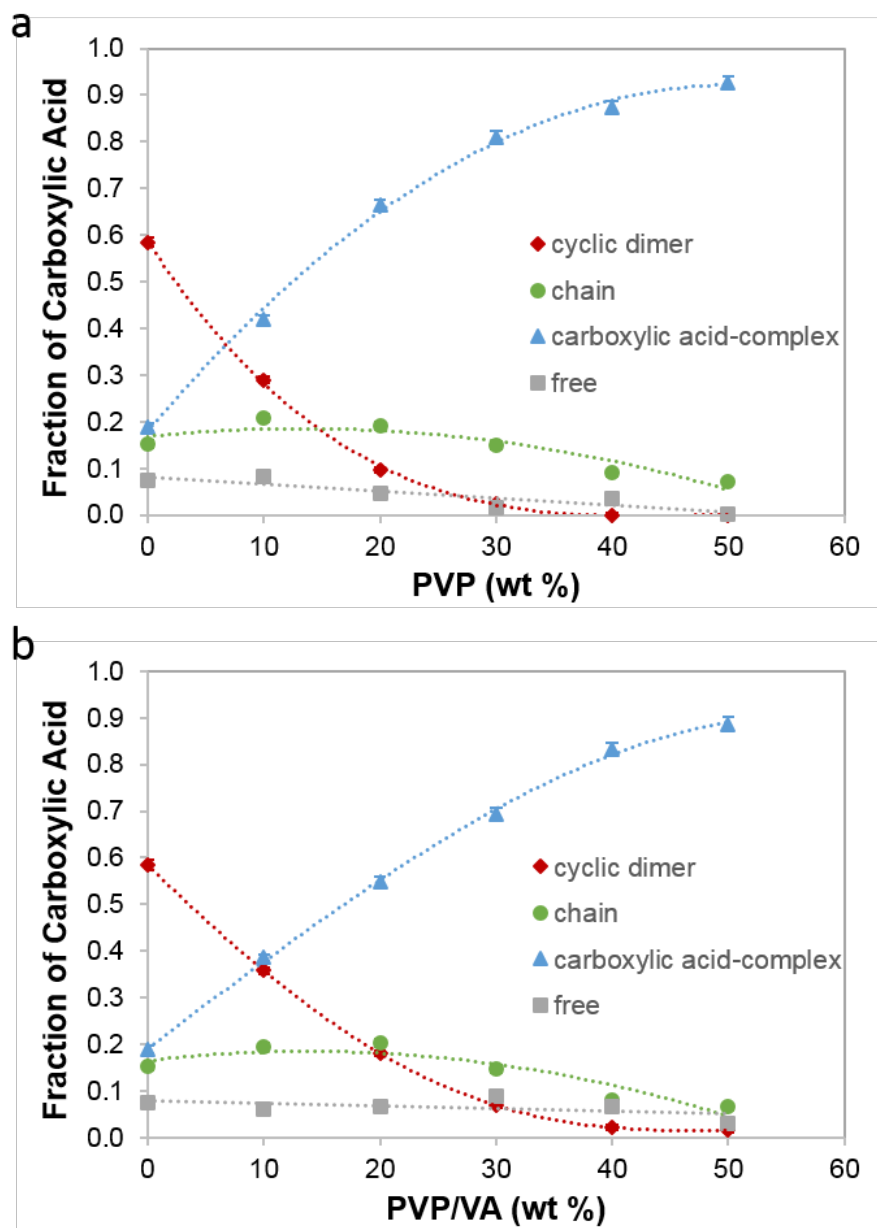 a
Fraction of Carboxylic Acid
1.0
0.9
0.8
0.7
0.6
0.5
0.4
0.3
0.2
0.1
0.0
cyclic dimer
chain
carboxylic acid-complex
free
0 10 20 30 40 50 60
PVP (wt %)
b
Fraction of Carboxylic Acid
1.0
0.9
0.8
0.7
0.6
0.5
0.4
0.3
0.2
0.1
0.0
cyclic dimer
chain
carboxylic acid-complex
free
0 10 20 30 40 50 60
PVP/VA (wt %)